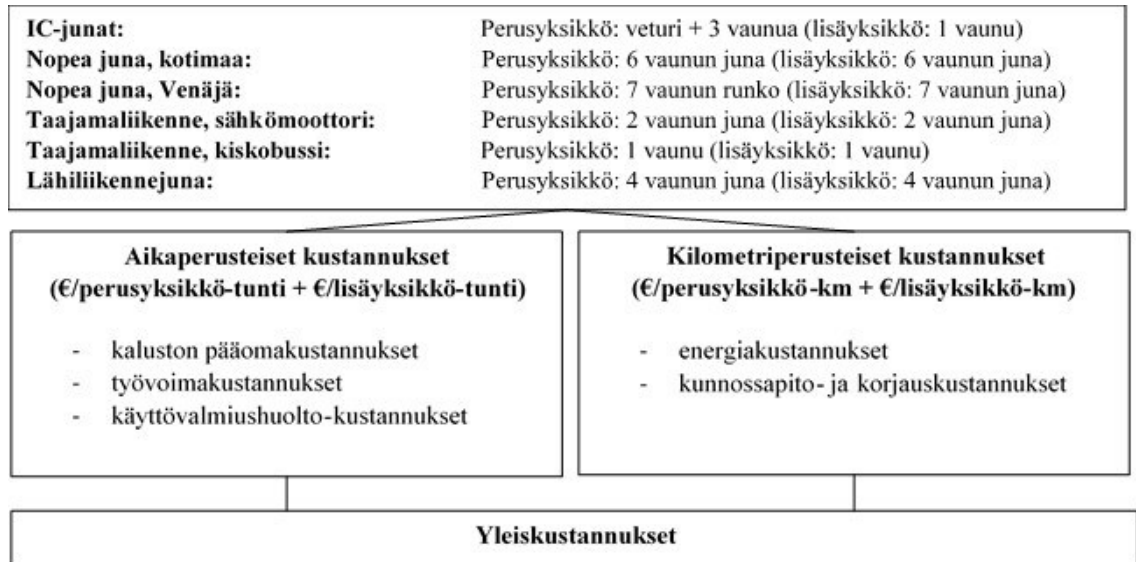 IC-junat: Perusyksikkö: veturi + 3 vaunua (lisäyksikkö: 1 vaunu)
Nopea juna, kotimaa: Perusyksikkö: 6 vaunun juna (lisäyksikkö: 6 vaunun juna)
Nopea juna, Venäjä: Perusyksikkö: 7 vaunun runko (lisäyksikkö: 7 vaunun juna)
Taajamaliikenne, sähkömoottori: Perusyksikkö: 2 vaunun juna (lisäyksikkö: 2 vaunun juna)
Taajamaliikenne, kiskobussi: Perusyksikkö: 1 vaunu (lisäyksikkö: 1 vaunu)
Lähiliikennejuna: Perusyksikkö: 4 vaunun juna (lisäyksikkö: 4 vaunun juna)
Aikaperusteiset kustannukset
(€/perusyksikkö-tunti + €/lisäyksikkö-tunti)
- kaluston pääomakustannukset
- työvoimakustannukset
- käyttövalmiushuolto-kustannukset
Kilometriperusteiset kustannukset
(€/perusyksikkö-km + €/lisäyksikkö-km)
- energiakustannukset
- kunnossapito- ja korjauskustannukset
Yleiskustannukset